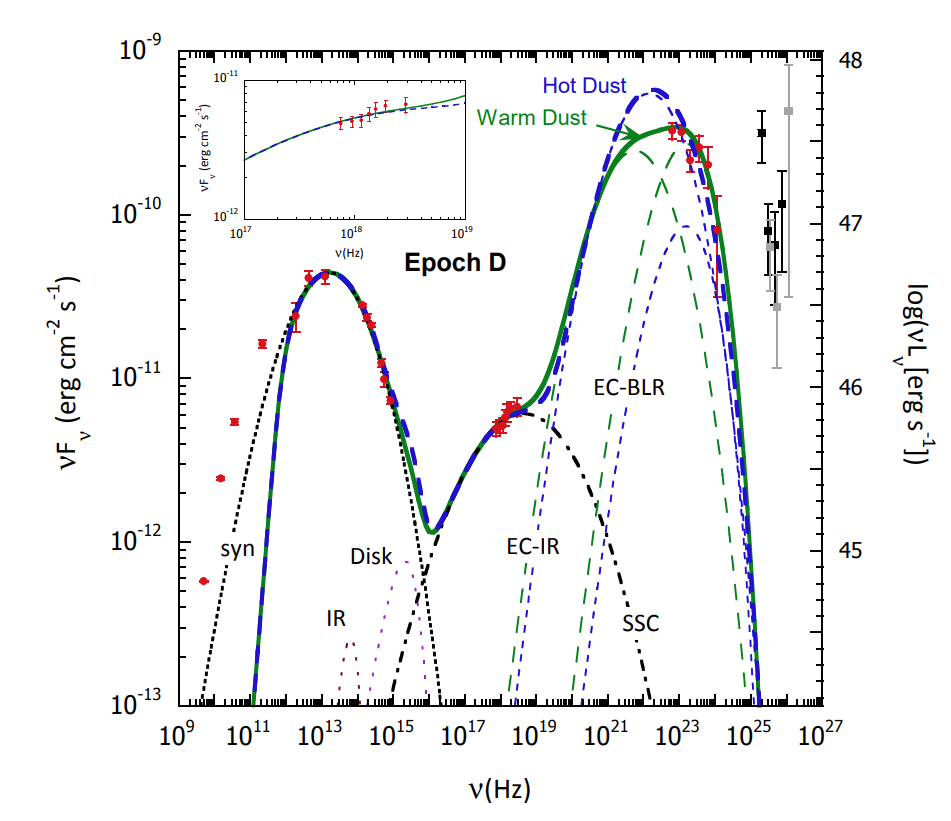 10⁻⁹
10⁻¹⁰
10⁻¹¹
10⁻¹²
10⁻¹³
νFν (erg cm⁻² s⁻¹)
10⁻¹¹
10⁻¹²
νFν (erg cm⁻² s⁻¹)
10¹⁷ 10¹⁸ 10¹⁹
ν(Hz)
Hot Dust
Warm Dust
Epoch D
EC-BLR
EC-IR
syn
Disk
IR
SSC
48
47
46
45
log(νLν[erg s⁻¹])
10⁹ 10¹¹ 10¹³ 10¹⁵ 10¹⁷ 10¹⁹ 10²¹ 10²³ 10²⁵ 10²⁷
ν(Hz)